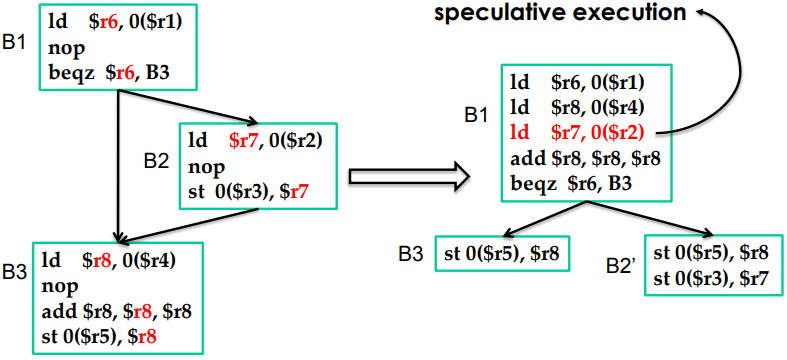 speculative execution
B1
ld $r6, 0($r1)
nop
beqz $r6, B3
B2
ld $r7, 0($r2)
nop
st 0($r3), $r7
B3
ld $r8, 0($r4)
nop
add $r8, $r8, $r8
st 0($r5), $r8
B1
ld $r6, 0($r1)
ld $r8, 0($r4)
ld $r7, 0($r2)
add $r8, $r8, $r8
beqz $r6, B3
B3
st 0($r5), $r8
B2’
st 0($r5), $r8
st 0($r3), $r7